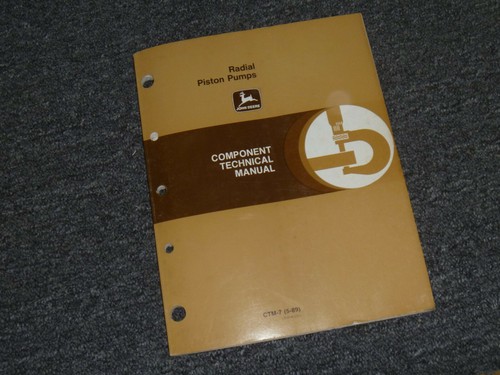 Radial
Piston Pumps
JOHN DEERE
COMPONENT
TECHNICAL
MANUAL
CTM-7 (5-89)